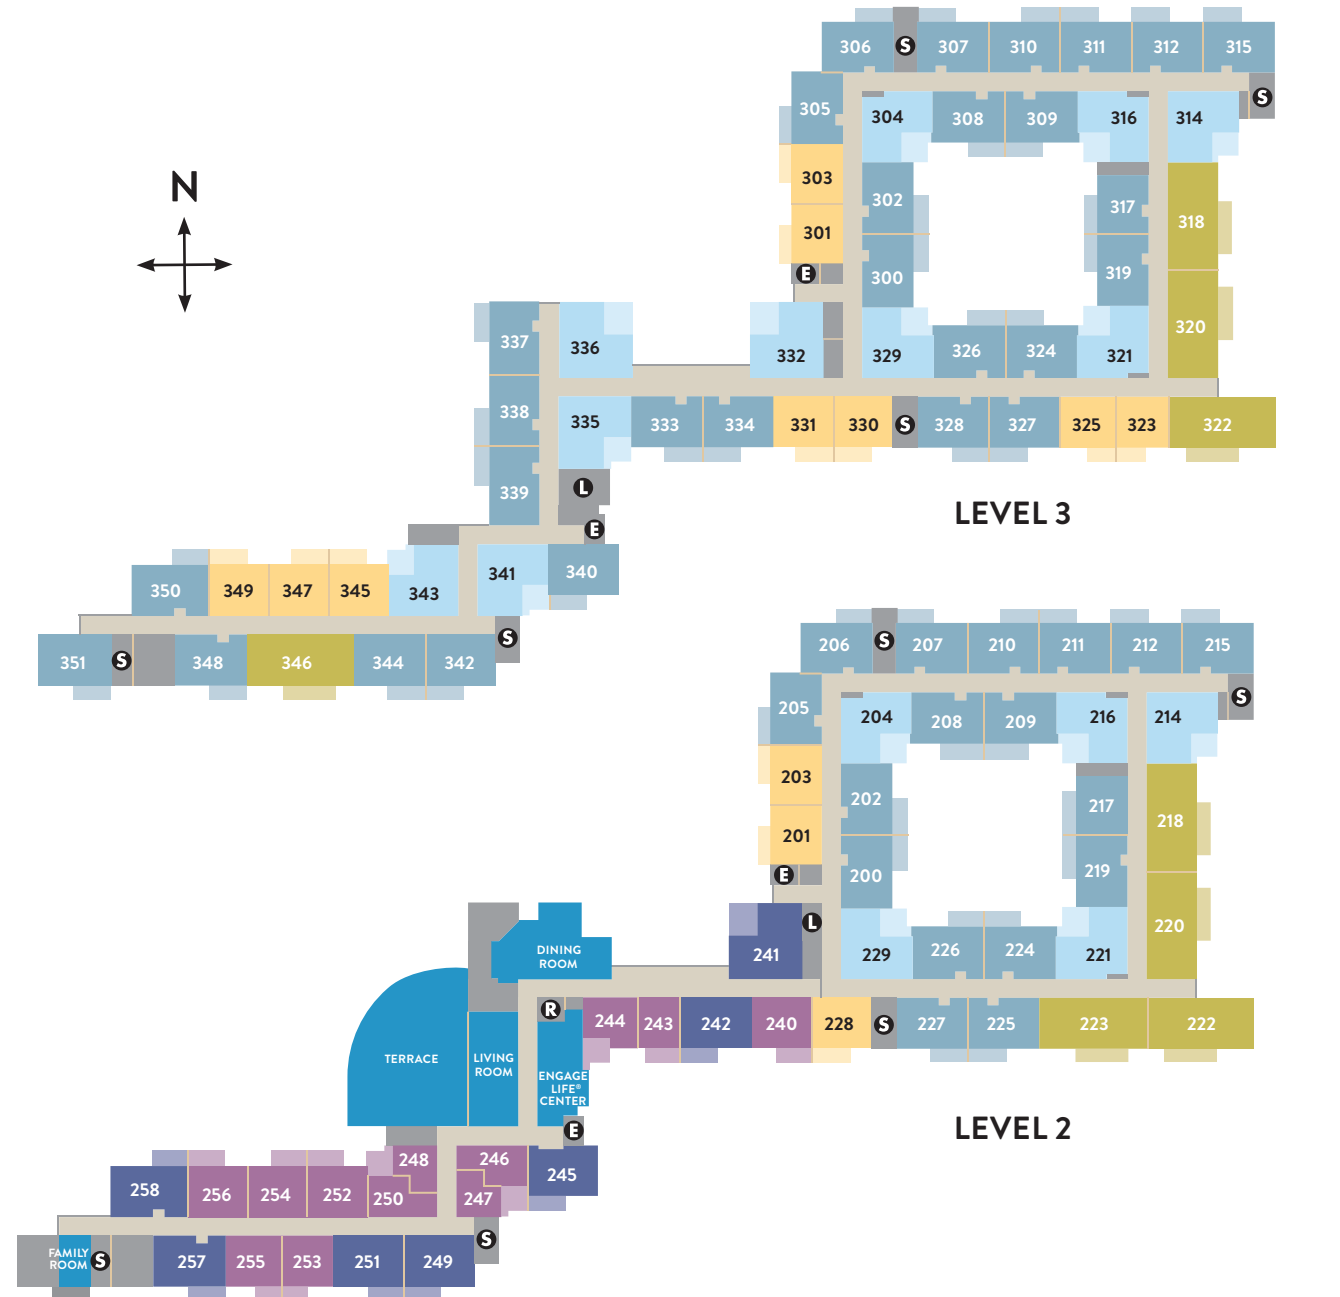 306 S 307 310 311 312 315
305 304 308 309 316 314 S
N
303
302 317 318
301
E 300 319
337 336 332 329 326 324 321 320
338 335 333 334 331 330 S 328 327 325 323 322
339 L
LEVEL 3
E
350 349 347 345 343 341 340
351 S 348 346 344 342 S
206 S 207 210 211 212 215
205 204 208 209 216 214 S
203
202 217 218
201
E 200 219
DINING
ROOM
241 L 229 226 224 221 220
R 244 243 242 240 228 S 227 225 223 222
TERRACE
LIVING
ROOM
ENGAGE
LIFE®
CENTER
LEVEL 2
E
248 246 245
258 256 254 252 250 247
FAMILY
ROOM
S 257 255 253 251 249 S